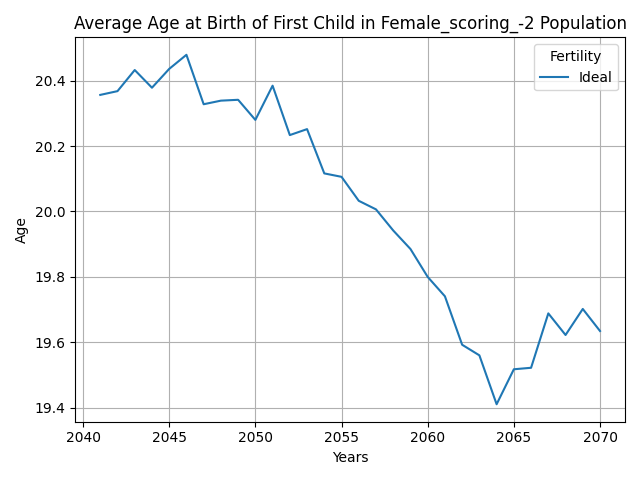 Average Age at Birth of First Child in Female_scoring_-2 Population
Fertility
Ideal
Age
20.4
20.2
20.0
19.8
19.6
19.4
2040 2045 2050 2055 2060 2065 2070
Years